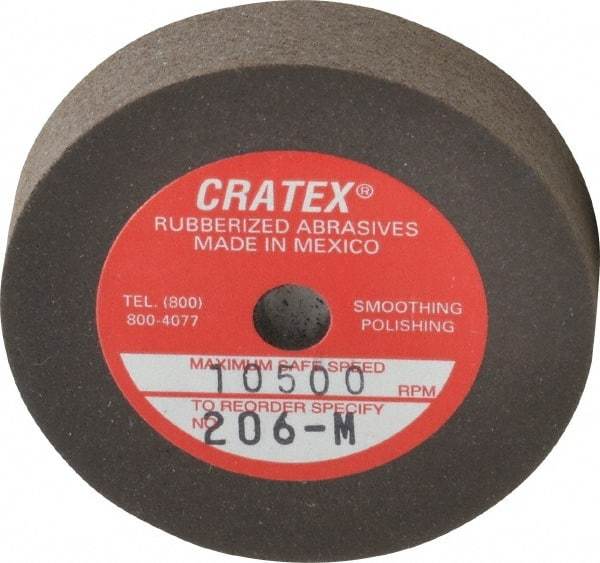 CRATEX®
RUBBERIZED ABRASIVES
MADE IN MEXICO
TEL. (800)
800-4077
SMOOTHING
POLISHING
MAXIMUM SAFE SPEED
10500
RPM
TO REORDER SPECIFY
NO.
206-M